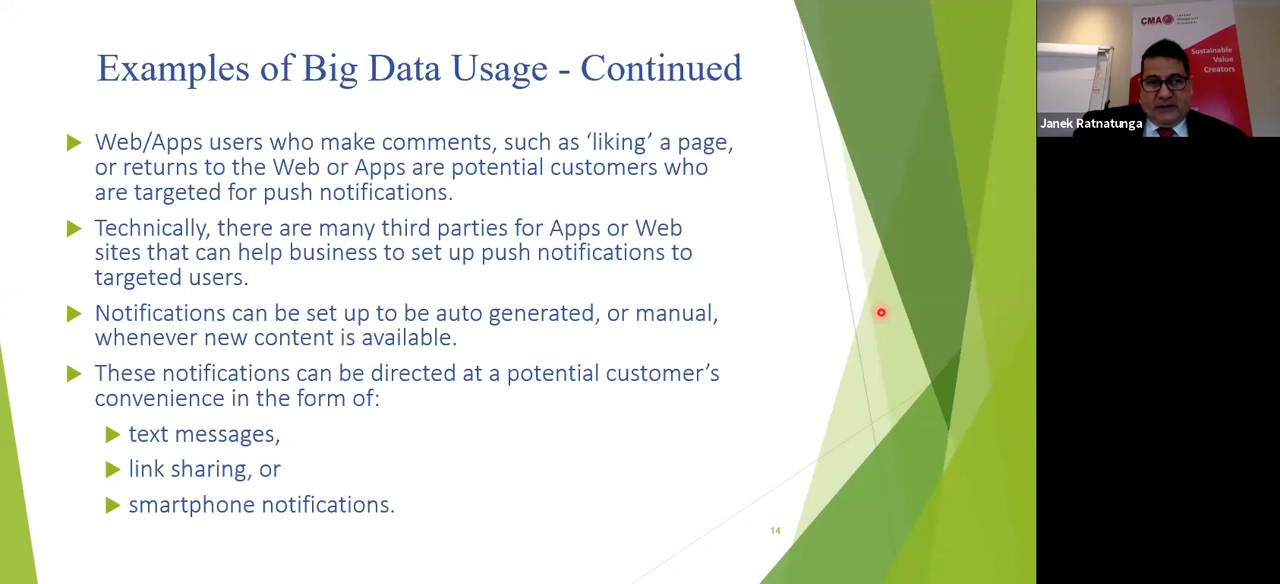 Examples of Big Data Usage - Continued
Web/Apps users who make comments, such as ‘liking’ a page,
or returns to the Web or Apps are potential customers who
are targeted for push notifications.
Technically, there are many third parties for Apps or Web
sites that can help business to set up push notifications to
targeted users.
Notifications can be set up to be auto generated, or manual,
whenever new content is available.
These notifications can be directed at a potential customer’s
convenience in the form of:
text messages,
link sharing, or
smartphone notifications.
14
CMA
Sustainable
Value
Creators
Janek Ratnatunga